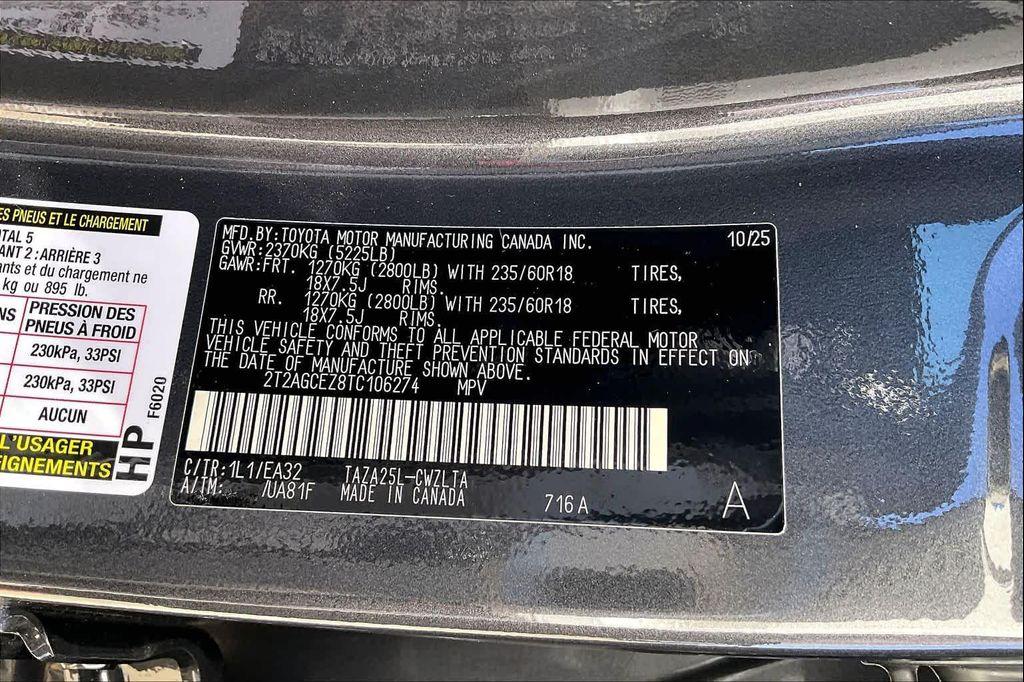 ES PNEUS ET LE CHARGEMENT
TAL 5
ANT 2 : ARRIÈRE 3
ants et du chargement ne
kg ou 895 lb.
NS PRESSION DES
PNEUS À FROID
230kPa, 33PSI
230kPa, 33PSI
AUCUN
L'USAGER
EIGNEMENTS
HP
F6020
MFD.BY:TOYOTA MOTOR MANUFACTURING CANADA INC. 10/25
GVWR:2370KG (5225LB)
GAWR:FRT. 1270KG (2800LB) WITH 235/60R18 TIRES,
18X7.5J RIMS.
RR. 1270KG (2800LB) WITH 235/60R18 TIRES,
18X7.5J RIMS.
THIS VEHICLE CONFORMS TO ALL APPLICABLE FEDERAL MOTOR
VEHICLE SAFETY AND THEFT PREVENTION STANDARDS IN EFFECT ON
THE DATE OF MANUFACTURE SHOWN ABOVE.
2T2AGCEZ8TC106274 MPV
C/TR:1L1/EA32 TAZA25L-CWZLTA
A/TM: /UA81F MADE IN CANADA 716A A